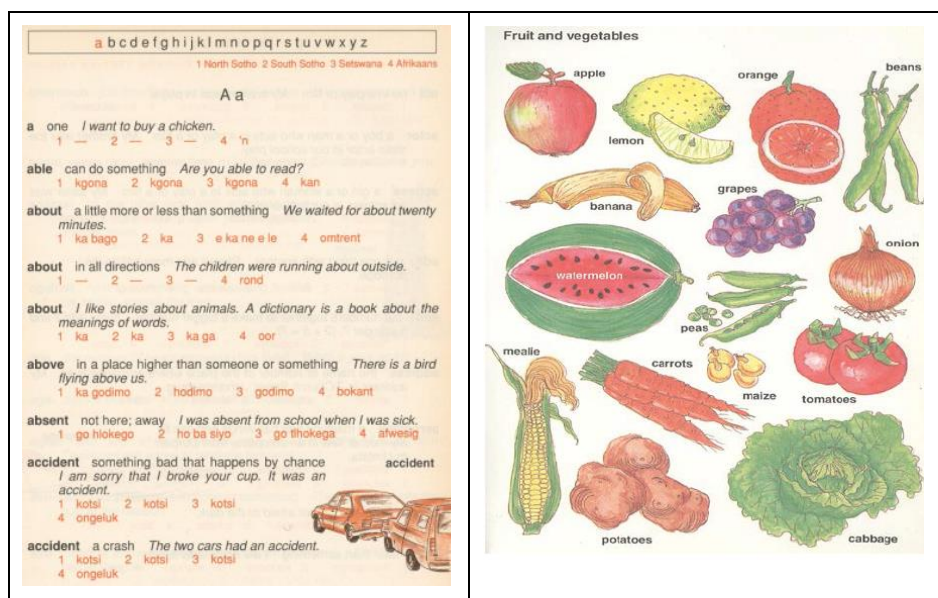 a b c d e f g h i j k l m n o p q r s t u v w x y z
1 North Sotho 2 South Sotho 3 Setswana 4 Afrikaans
A a
a one I want to buy a chicken.
1 — 2 — 3 — 4 'n
able can do something Are you able to read?
1 kgona 2 kgona 3 kgona 4 kan
about a little more or less than something We waited for about twenty
minutes.
1 ka bago 2 ka 3 e ka ne e le 4 omtrent
about in all directions The children were running about outside.
1 — 2 — 3 — 4 rond
about I like stories about animals. A dictionary is a book about the
meanings of words.
1 ka 2 ka 3 ka ga 4 oor
above in a place higher than someone or something There is a bird
flying above us.
1 ka godimo 2 hodimo 3 godimo 4 bokant
absent not here; away I was absent from school when I was sick.
1 go hlokego 2 ho ba siyo 3 go tlhokega 4 afwesig
accident something bad that happens by chance
I am sorry that I broke your cup. It was an
accident.
1 kotsi 2 kotsi 3 kotsi
4 ongeluk
accident
accident a crash The two cars had an accident.
1 kotsi 2 kotsi 3 kotsi
4 ongeluk
Fruit and vegetables
apple
orange
beans
lemon
banana
grapes
onion
watermelon
peas
mealie
carrots
maize
tomatoes
potatoes
cabbage